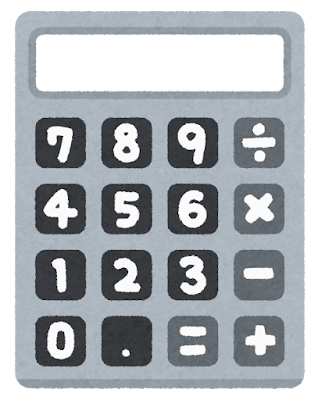 7 8 9 ÷
4 5 6 ×
1 2 3 -
0 . = +